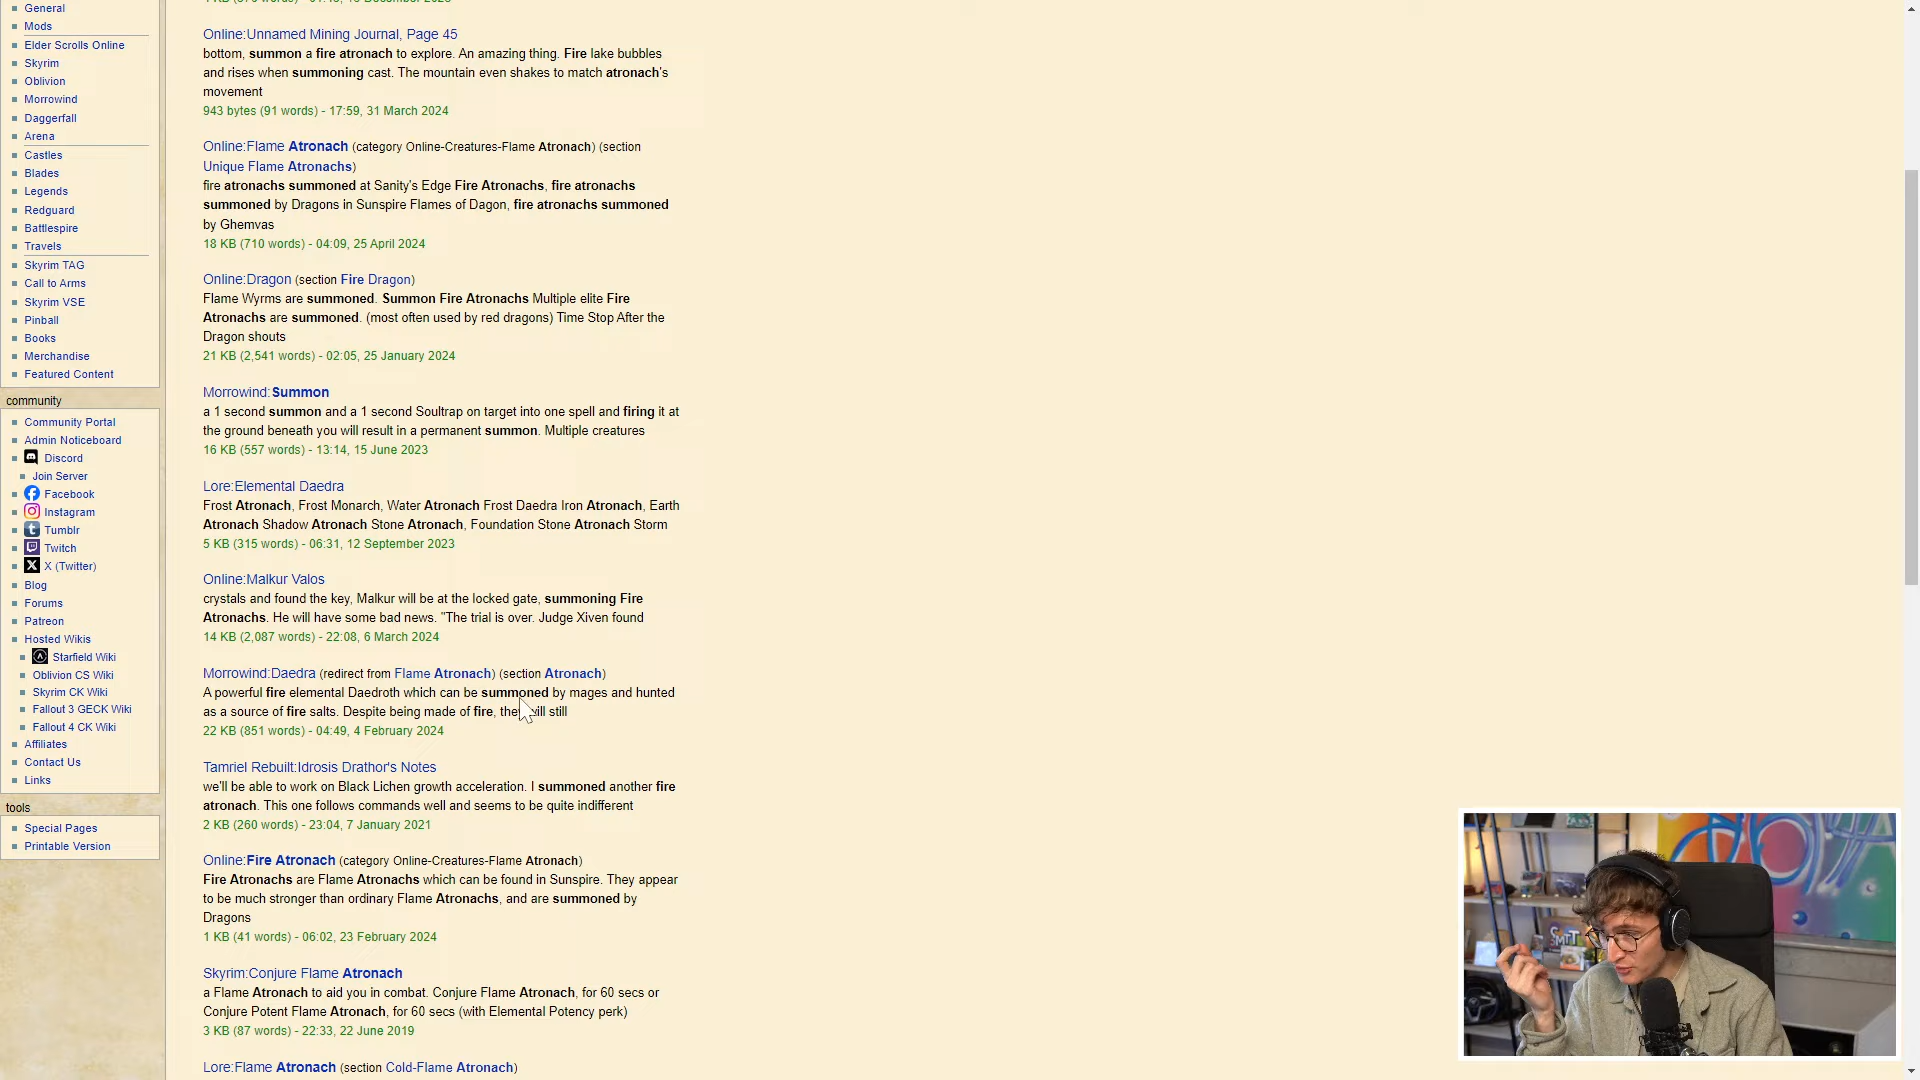 General
Mods
Elder Scrolls Online
Skyrim
Oblivion
Morrowind
Daggerfall
Arena
Castles
Blades
Legends
Redguard
Battlespire
Travels
Skyrim TAG
Call to Arms
Skyrim VSE
Pinball
Books
Merchandise
Featured Content
community
Community Portal
Admin Noticeboard
Discord
Join Server
Facebook
Instagram
Tumblr
Twitch
X (Twitter)
Blog
Forums
Patreon
Hosted Wikis
Starfield Wiki
Oblivion CS Wiki
Skyrim CK Wiki
Fallout 3 GECK Wiki
Fallout 4 CK Wiki
Affiliates
Contact Us
Links
tools
Special Pages
Printable Version
Online:Unnamed Mining Journal, Page 45
bottom, summon a fire atronach to explore. An amazing thing. Fire lake bubbles
and rises when summoning cast. The mountain even shakes to match atronach's
movement
943 bytes (91 words) - 17:59, 31 March 2024
Online:Flame Atronach (category Online-Creatures-Flame Atronach) (section
Unique Flame Atronachs)
fire atronachs summoned at Sanity's Edge Fire Atronachs, fire atronachs
summoned by Dragons in Sunspire Flames of Dagon, fire atronachs summoned
by Ghemvas
18 KB (710 words) - 04:09, 25 April 2024
Online:Dragon (section Fire Dragon)
Flame Wyrms are summoned. Summon Fire Atronachs Multiple elite Fire
Atronachs are summoned. (most often used by red dragons) Time Stop After the
Dragon shouts
21 KB (2,541 words) - 02:05, 25 January 2024
Morrowind:Summon
a 1 second summon and a 1 second Soultrap on target into one spell and firing it at
the ground beneath you will result in a permanent summon. Multiple creatures
16 KB (557 words) - 13:14, 15 June 2023
Lore:Elemental Daedra
Frost Atronach, Frost Monarch, Water Atronach Frost Daedra Iron Atronach, Earth
Atronach Shadow Atronach Stone Atronach, Foundation Stone Atronach Storm
5 KB (315 words) - 06:31, 12 September 2023
Online:Malkur Valos
crystals and found the key, Malkur will be at the locked gate, summoning Fire
Atronachs. He will have some bad news. "The trial is over. Judge Xiven found
14 KB (2,087 words) - 22:08, 6 March 2024
Morrowind:Daedra (redirect from Flame Atronach) (section Atronach)
A powerful fire elemental Daedroth which can be summoned by mages and hunted
as a source of fire salts. Despite being made of fire, they will still
22 KB (851 words) - 04:49, 4 February 2024
Tamriel Rebuilt:Idrosis Drathor's Notes
we'll be able to work on Black Lichen growth acceleration. I summoned another fire
atronach. This one follows commands well and seems to be quite indifferent
2 KB (260 words) - 23:04, 7 January 2021
Online:Fire Atronach (category Online-Creatures-Flame Atronach)
Fire Atronachs are Flame Atronachs which can be found in Sunspire. They appear
to be much stronger than ordinary Flame Atronachs, and are summoned by
Dragons
1 KB (41 words) - 06:02, 23 February 2024
Skyrim:Conjure Flame Atronach
a Flame Atronach to aid you in combat. Conjure Flame Atronach, for 60 secs or
Conjure Potent Flame Atronach, for 60 secs (with Elemental Potency perk)
3 KB (87 words) - 22:33, 22 June 2019
Lore:Flame Atronach (section Cold-Flame Atronach)